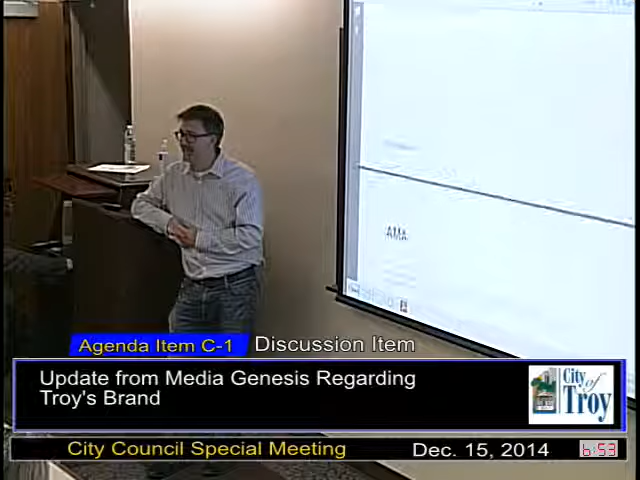 AMA
Agenda Item C-1 Discussion Item
Update from Media Genesis Regarding
Troy's Brand
City
of
Troy
City Council Special Meeting Dec. 15, 2014 6:53